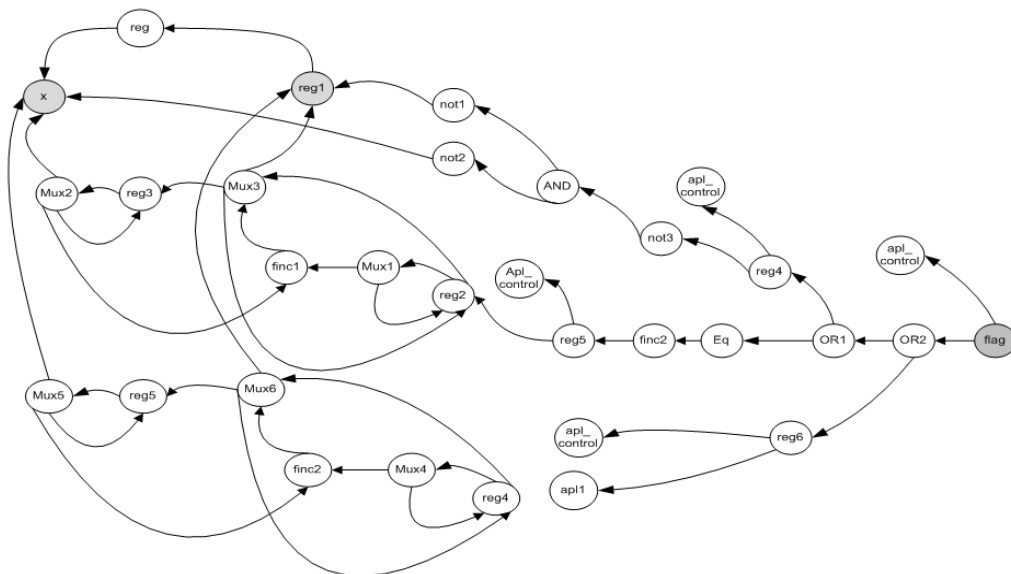 reg
x
reg1
not1
not2
AND
apl_
control
Mux2
reg3
Mux3
not3
reg4
apl_
control
finc1
Mux1
reg2
Apl_
control
reg5
finc2
Eq
OR1
OR2
flag
Mux5
reg5
Mux6
apl_
control
reg6
finc2
Mux4
reg4
apl1